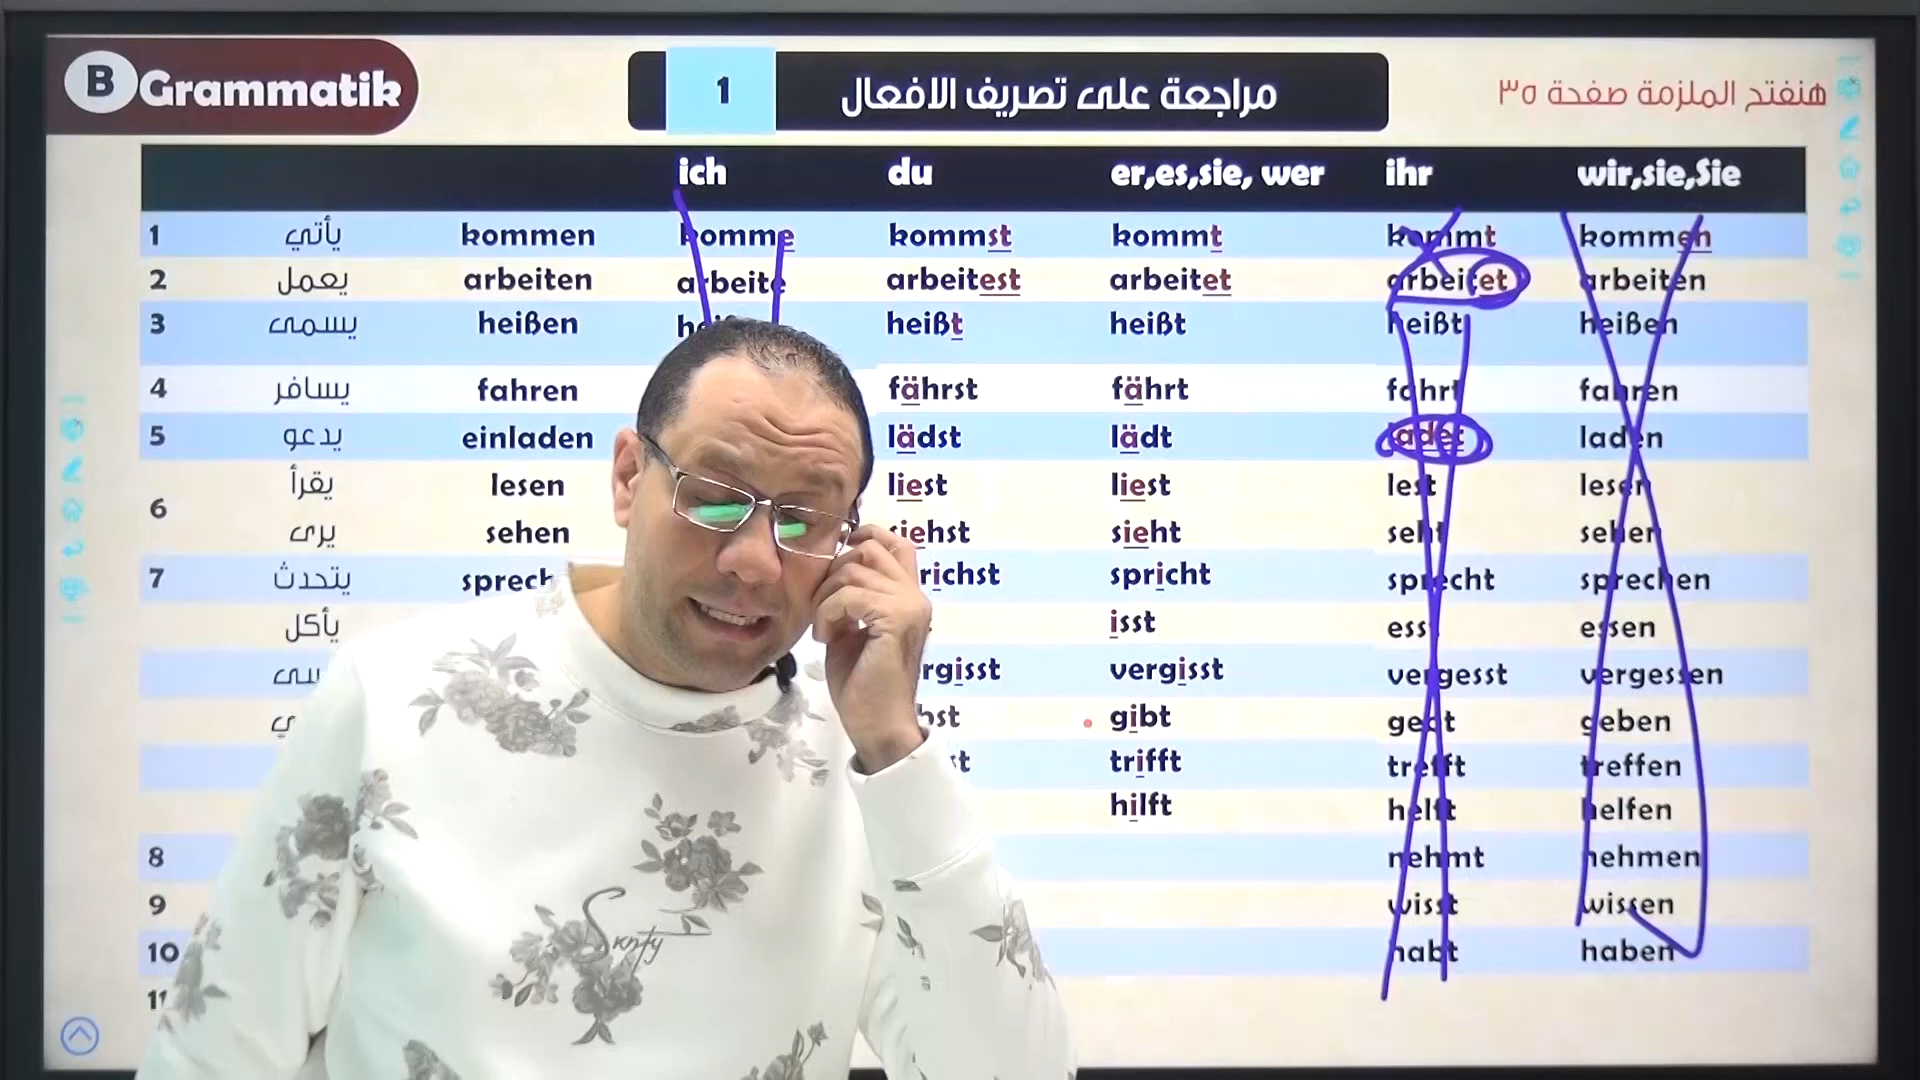 B Grammatik
1 مراجعة على تصريف الافعال
هنفتح الملزمة صفحة ٣٥
ich du er,es,sie, wer ihr wir,sie,Sie
1 يأتي kommen komme kommst kommt kommt kommen
2 يعمل arbeiten arbeite arbeitest arbeitet arbeitet arbeiten
3 يسمى heißen heißt heißt heißt heißen
4 يسافر fahren fährst fährt fahrt fahren
5 يدعو einladen lädst lädt ladet laden
6 يقرأ lesen liest liest lest lesen
يرى sehen siehst sieht seht sehen
7 يتحدث spricht sprecht sprechen
يأكل isst esst essen
vergisst vergesst vergessen
gibt gebt geben
trifft trefft treffen
hilft helft helfen
8 nehmt nehmen
9 wisst wissen
10 habt haben
11